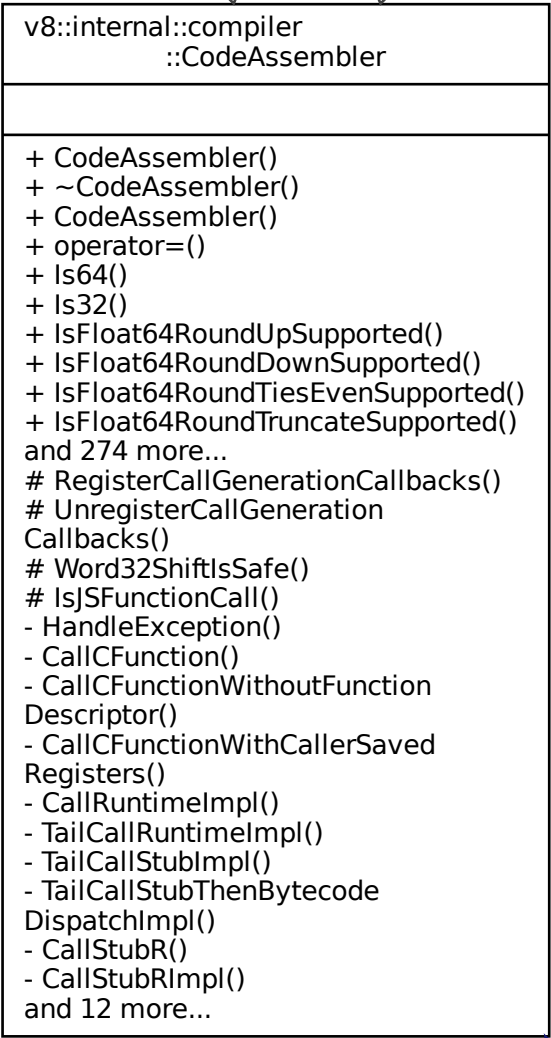 v8::internal::compiler
::CodeAssembler
+ CodeAssembler()
+ ~CodeAssembler()
+ CodeAssembler()
+ operator=()
+ Is64()
+ Is32()
+ IsFloat64RoundUpSupported()
+ IsFloat64RoundDownSupported()
+ IsFloat64RoundTiesEvenSupported()
+ IsFloat64RoundTruncateSupported()
and 274 more...
# RegisterCallGenerationCallbacks()
# UnregisterCallGeneration
Callbacks()
# Word32ShiftIsSafe()
# IsJSFunctionCall()
- HandleException()
- CallCFunction()
- CallCFunctionWithoutFunction
Descriptor()
- CallCFunctionWithCallerSaved
Registers()
- CallRuntimeImpl()
- TailCallRuntimeImpl()
- TailCallStubImpl()
- TailCallStubThenBytecode
DispatchImpl()
- CallStubR()
- CallStubRImpl()
and 12 more...